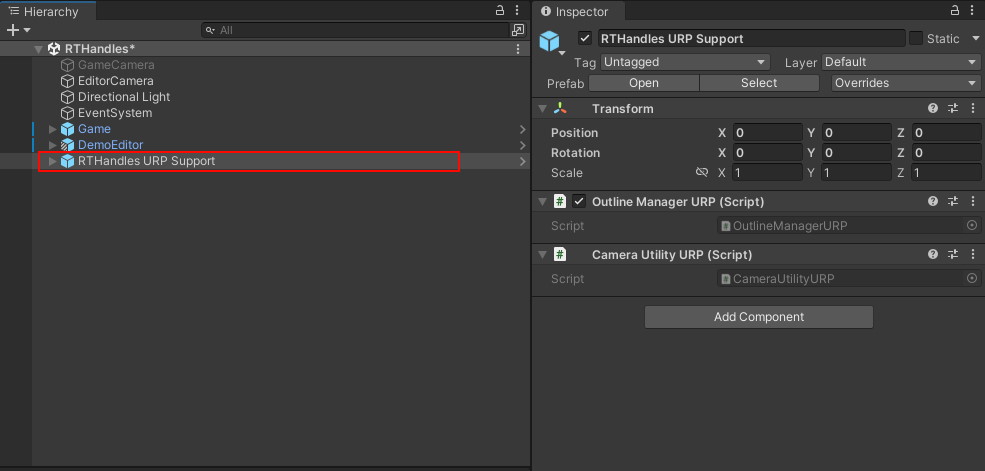 Hierarchy
All
RTHandles*
GameCamera
EditorCamera
Directional Light
EventSystem
Game
DemoEditor
RTHandles URP Support
Inspector
RTHandles URP Support Static
Tag Untagged Layer Default
Prefab Open Select Overrides
Transform
Position X 0 Y 0 Z 0
Rotation X 0 Y 0 Z 0
Scale X 1 Y 1 Z 1
# Outline Manager URP (Script)
Script OutlineManagerURP
# Camera Utility URP (Script)
Script CameraUtilityURP
Add Component